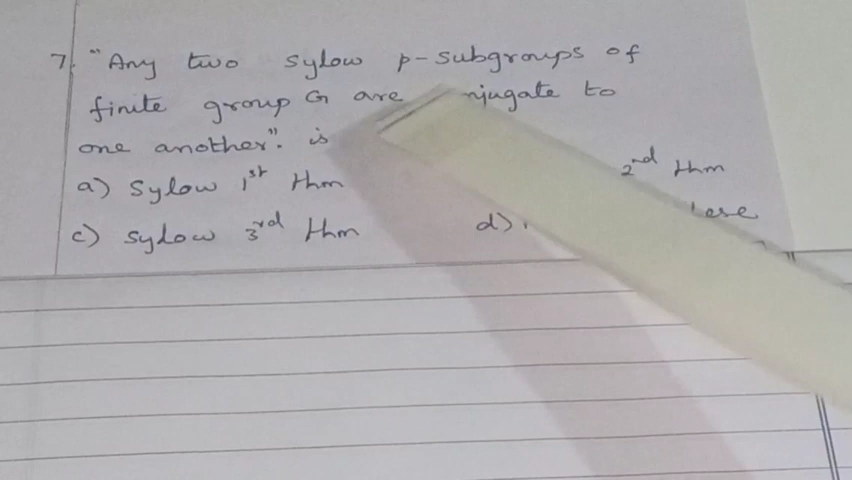 7. "Any two sylow p-subgroups of
finite group G are njugate to
one another". is
a) Sylow 1st thm 2nd thm
c) sylow 3rd thm d)